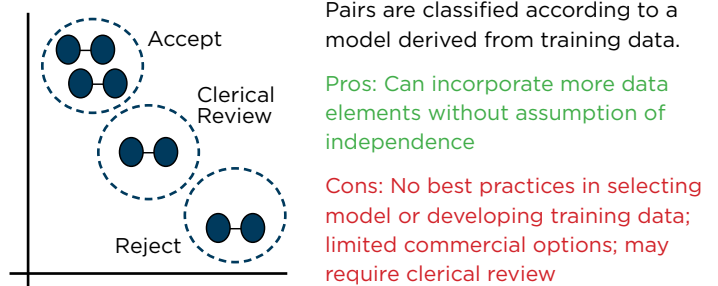 Accept
Clerical
Review
Reject
Pairs are classified according to a
model derived from training data.
Pros: Can incorporate more data
elements without assumption of
independence
Cons: No best practices in selecting
model or developing training data;
limited commercial options; may
require clerical review